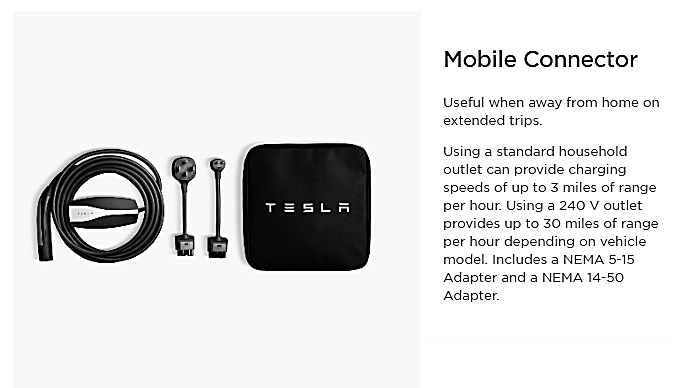 Mobile Connector
Useful when away from home on
extended trips.
Using a standard household
outlet can provide charging
speeds of up to 3 miles of range
per hour. Using a 240 V outlet
provides up to 30 miles of range
per hour depending on vehicle
model. Includes a NEMA 5-15
Adapter and a NEMA 14-50
Adapter.
TESLA
TESLA